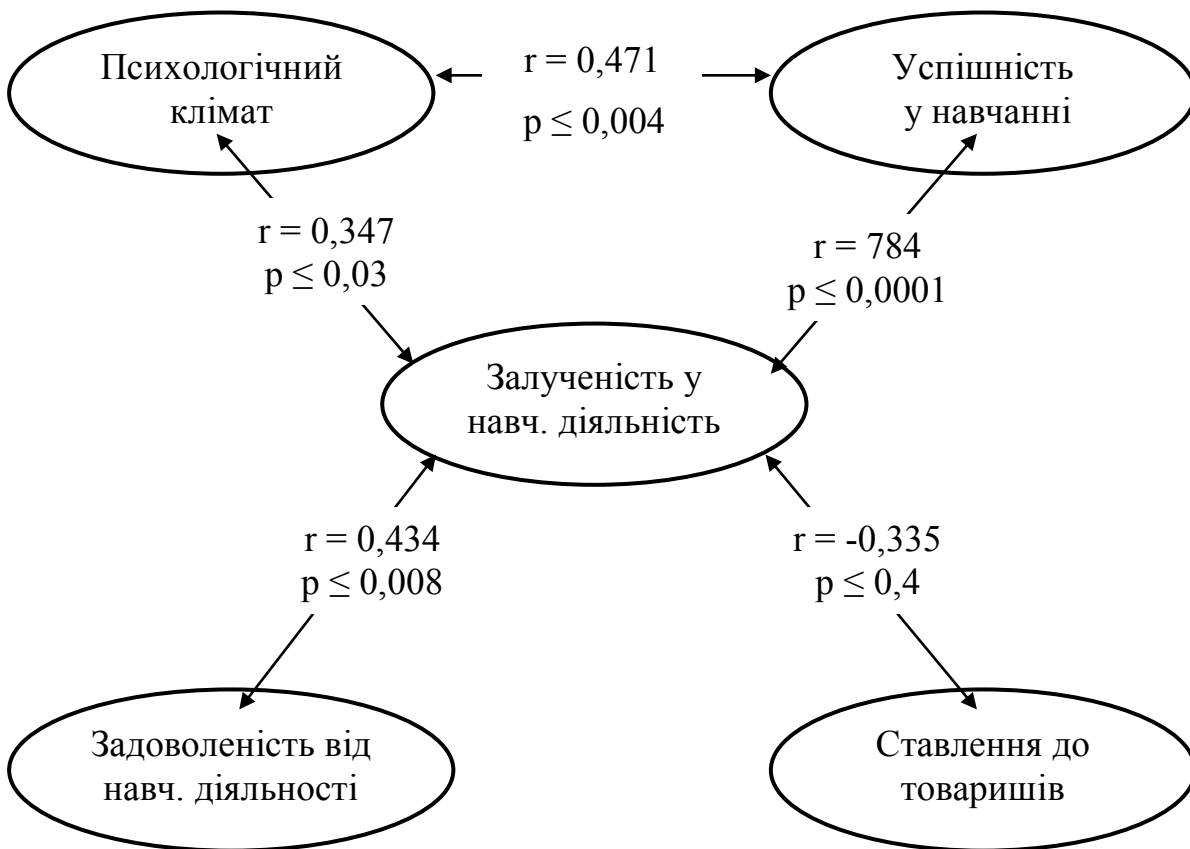 Психологічний
клімат
r = 0,471
p ≤ 0,004
Успішність
у навчанні
r = 0,347
p ≤ 0,03
r = 784
p ≤ 0,0001
Залученість у
навч. діяльність
r = 0,434
p ≤ 0,008
r = -0,335
p ≤ 0,4
Задоволеність від
навч. діяльності
Ставлення до
товаришів